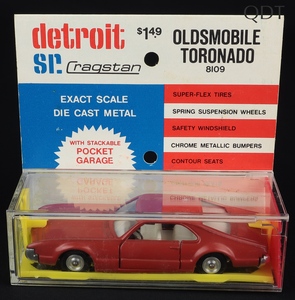 QDT
detroit
sr. Cragstan
$1.49
OLDSMOBILE
TORONADO
8109
EXACT SCALE
DIE CAST METAL
WITH STACKABLE
POCKET
GARAGE
SUPER-FLEX TIRES
SPRING SUSPENSION WHEELS
SAFETY WINDSHIELD
CHROME METALLIC BUMPERS
CONTOUR SEATS